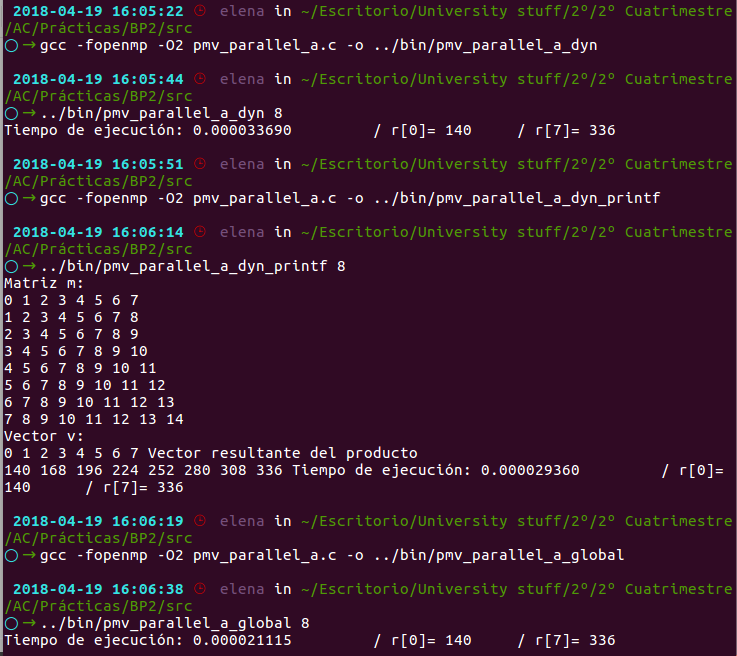 2018-04-19 16:05:22 elena in ~/Escritorio/University stuff/2º/2º Cuatrimestre
/AC/Prácticas/BP2/src
○ →gcc -fopenmp -O2 pmv_parallel_a.c -o ../bin/pmv_parallel_a_dyn
2018-04-19 16:05:44 elena in ~/Escritorio/University stuff/2º/2º Cuatrimestre
/AC/Prácticas/BP2/src
○ →../bin/pmv_parallel_a_dyn 8
Tiempo de ejecución: 0.000033690 / r[0]= 140 / r[7]= 336
2018-04-19 16:05:51 elena in ~/Escritorio/University stuff/2º/2º Cuatrimestre
/AC/Prácticas/BP2/src
○ →gcc -fopenmp -O2 pmv_parallel_a.c -o ../bin/pmv_parallel_a_dyn_printf
2018-04-19 16:06:14 elena in ~/Escritorio/University stuff/2º/2º Cuatrimestre
/AC/Prácticas/BP2/src
○ →../bin/pmv_parallel_a_dyn_printf 8
Matriz m:
0 1 2 3 4 5 6 7
1 2 3 4 5 6 7 8
2 3 4 5 6 7 8 9
3 4 5 6 7 8 9 10
4 5 6 7 8 9 10 11
5 6 7 8 9 10 11 12
6 7 8 9 10 11 12 13
7 8 9 10 11 12 13 14
Vector v:
0 1 2 3 4 5 6 7 Vector resultante del producto
140 168 196 224 252 280 308 336 Tiempo de ejecución: 0.000029360 / r[0]=
140 / r[7]= 336
2018-04-19 16:06:19 elena in ~/Escritorio/University stuff/2º/2º Cuatrimestre
/AC/Prácticas/BP2/src
○ →gcc -fopenmp -O2 pmv_parallel_a.c -o ../bin/pmv_parallel_a_global
2018-04-19 16:06:38 elena in ~/Escritorio/University stuff/2º/2º Cuatrimestre
/AC/Prácticas/BP2/src
○ →../bin/pmv_parallel_a_global 8
Tiempo de ejecución: 0.000021115 / r[0]= 140 / r[7]= 336